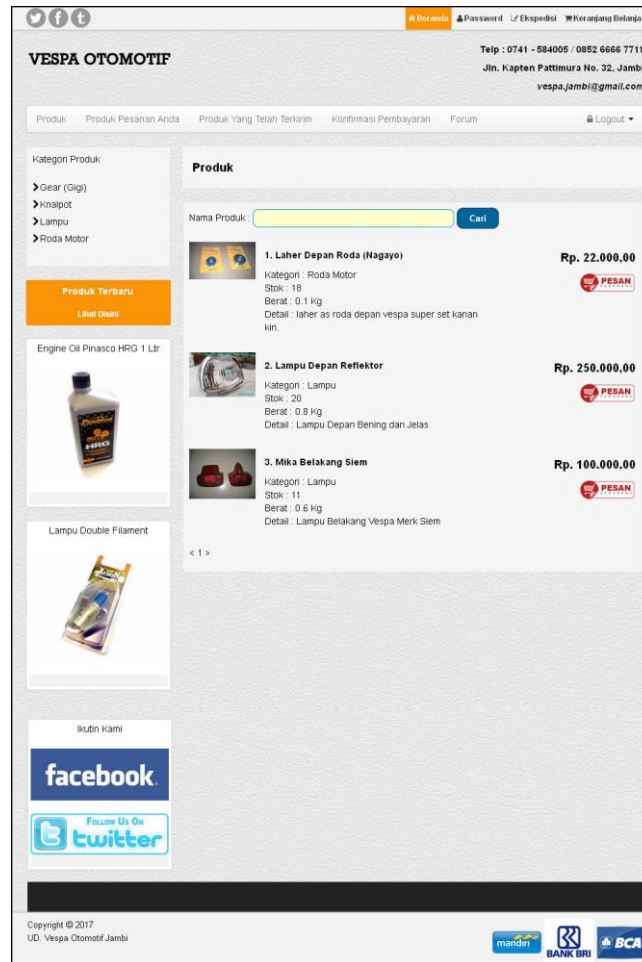 Beranda Password Ekspedisi Keranjang Belanja
VESPA OTOMOTIF
Telp : 0741 - 584005 / 0852 6666 7711
Jln. Kapten Pattimura No. 32, Jambi
vespa.jambi@gmail.com
Produk Produk Pesanan Anda Produk Yang Telah Terkirim Konfirmasi Pembayaran Forum Logout
Kategori Produk
Gear (Gigi)
Knalpot
Lampu
Roda Motor
Produk Terbaru
Lihat Disini
Engine Oil Pinasco HRG 1 Ltr
HRG
Lampu Double Filament
Ikutin Kami
facebook.
Follow Us On
twitter
Produk
Nama Produk : Cari
1. Laher Depan Roda (Nagayo)
Kategori : Roda Motor
Stok : 18
Berat : 0.1 Kg
Detail : laher as roda depan vespa super set kanan
kiri.
Rp. 22.000,00
PESAN
2. Lampu Depan Reflektor
Kategori : Lampu
Stok : 20
Berat : 0.8 Kg
Detail : Lampu Depan Bening dan Jelas
Rp. 250.000,00
PESAN
3. Mika Belakang Siem
Kategori : Lampu
Stok : 11
Berat : 0.6 Kg
Detail : Lampu Belakang Vespa Merk Siem
Rp. 100.000,00
PESAN
< 1 >
Copyright © 2017
UD. Vespa Otomotif Jambi
mandiri
BANK BRI
BCA